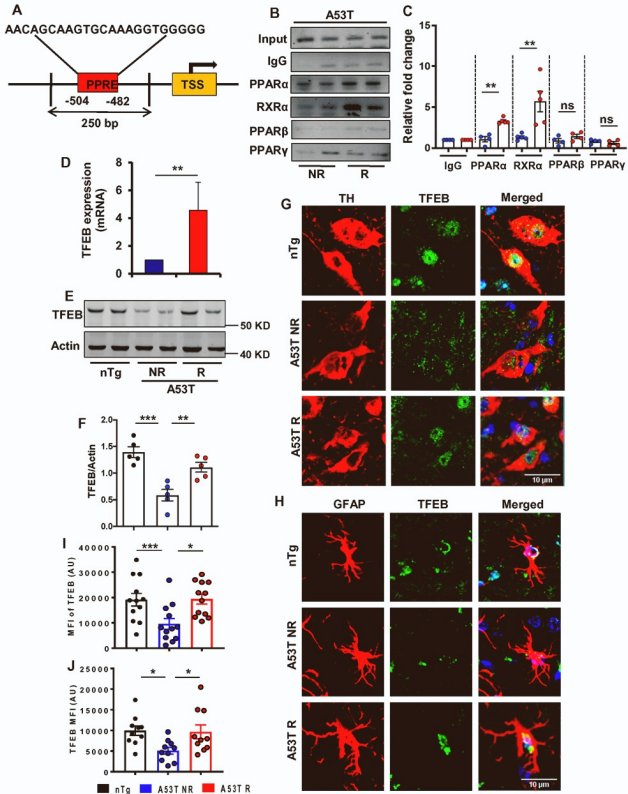 A
AACAGCAAGTGCAAAGGTGGGGG
PPRE
TSS
-504
-482
250 bp
B
A53T
Input
IgG
PPARα
RXRα
PPARβ
PPARγ
NR
R
C
Relative fold change
15
10
5
0
**
**
ns
ns
IgG
PPARα
RXRα
PPARβ
PPARγ
D
TFEB expression
(mRNA)
8
6
4
2
0
**
E
TFEB
Actin
50 KD
40 KD
nTg
NR
R
A53T
F
TFEB/Actin
2.0
1.5
1.0
0.5
0.0
***
**
I
MFI of TFEB (AU)
40000
30000
20000
10000
0
***
*
J
TFEB MFI (AU)
25000
20000
15000
10000
5000
0
*
*
nTg
A53T NR
A53T R
G
TH
TFEB
Merged
nTg
A53T NR
A53T R
10 µm
H
GFAP
TFEB
Merged
nTg
A53T NR
A53T R
10 µm